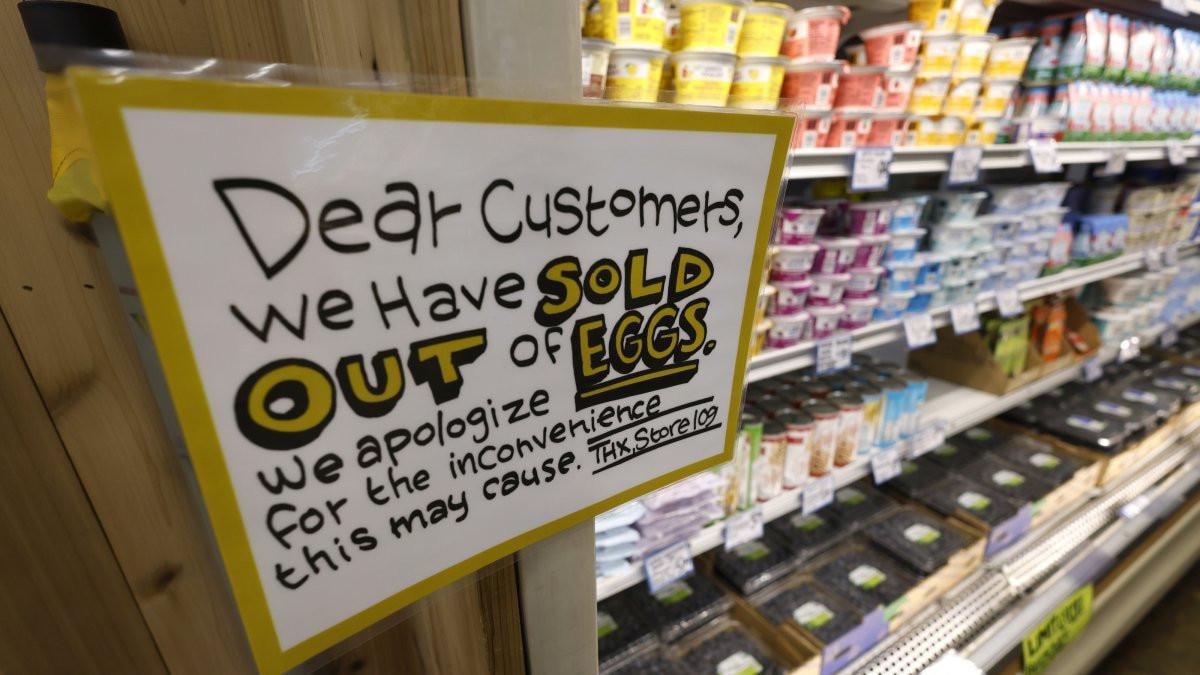 Dear Customers,
we Have SOLD
OUT of EGGS.
we apologize
for the inconvenience
this may cause. THX, Store 109
LIMIT